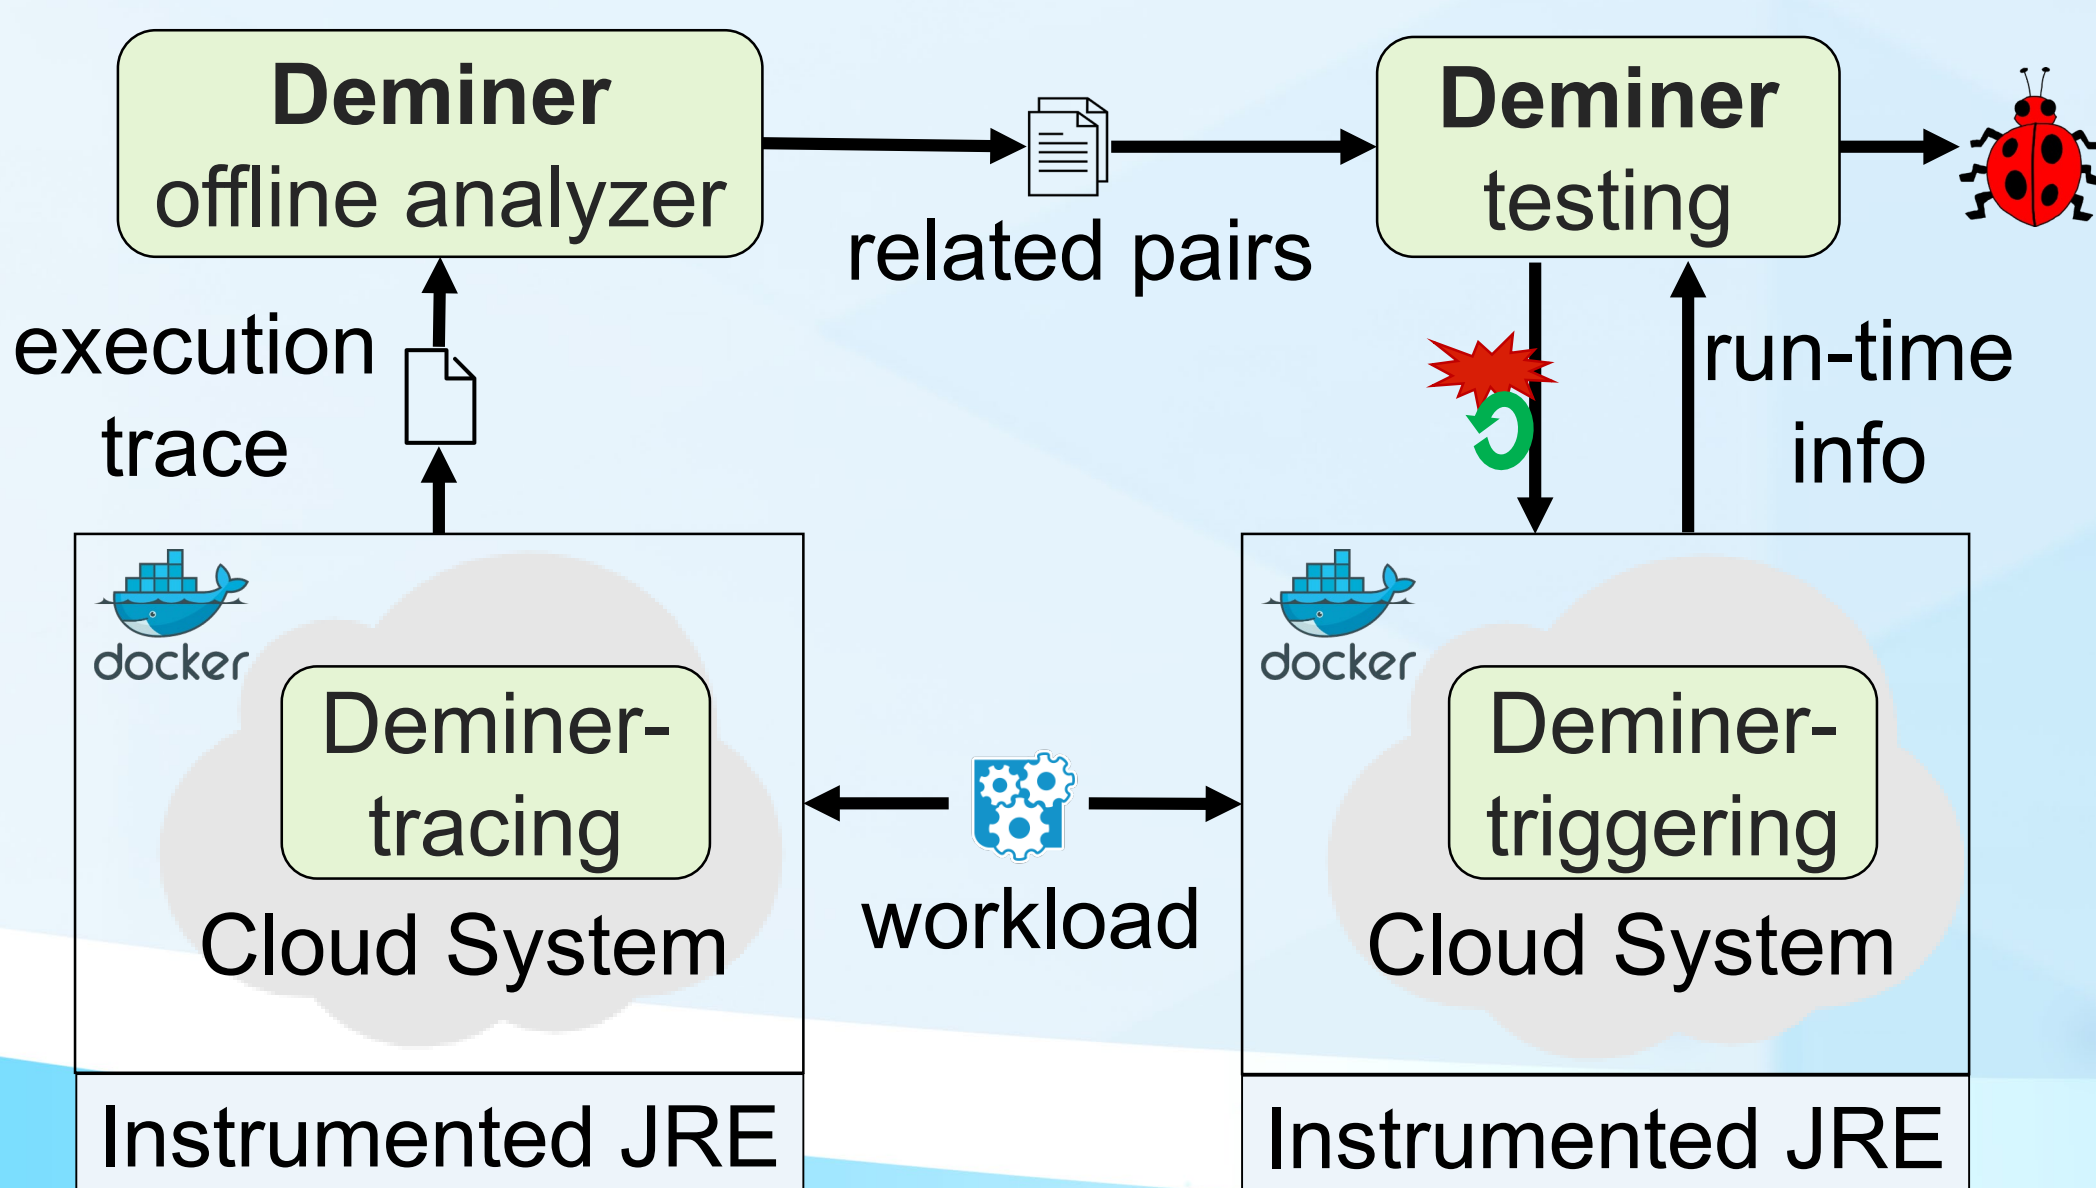 Deminer
offline analyzer
related pairs
Deminer
testing
execution
trace
run-time
info
docker
Deminer-
tracing
Cloud System
Instrumented JRE
workload
docker
Deminer-
triggering
Cloud System
Instrumented JRE